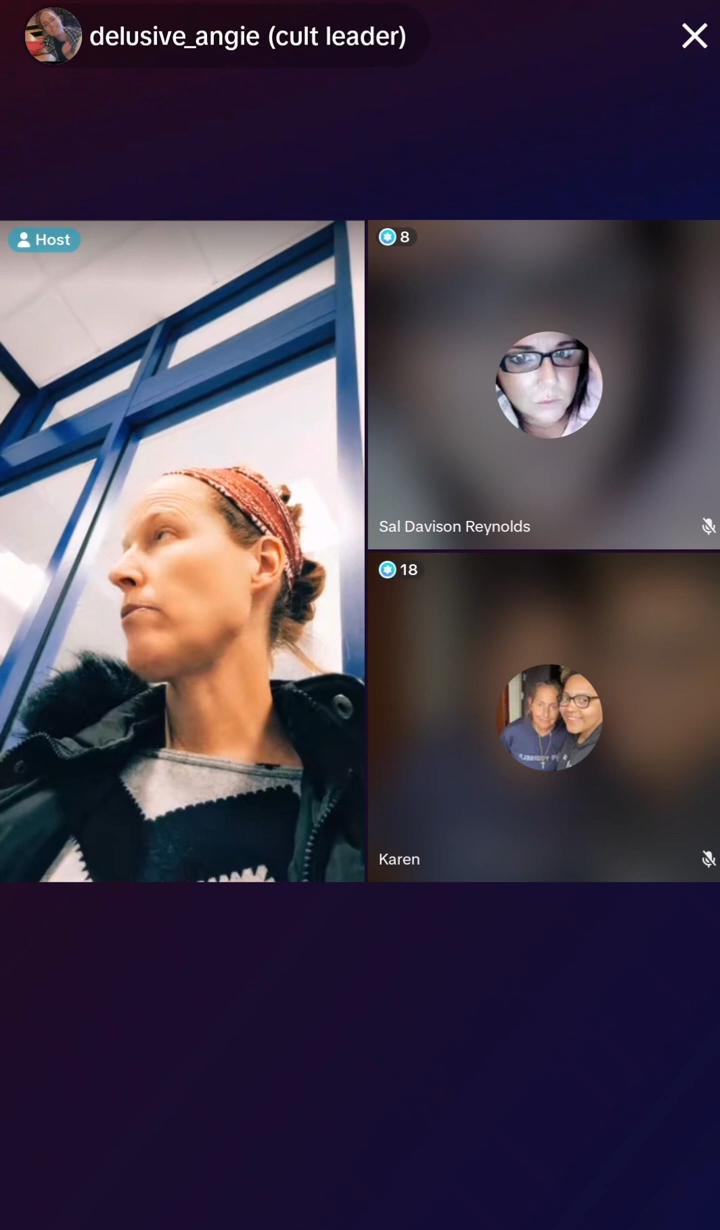 delusive_angie (cult leader)
Host
8
Sal Davison Reynolds
18
Karen